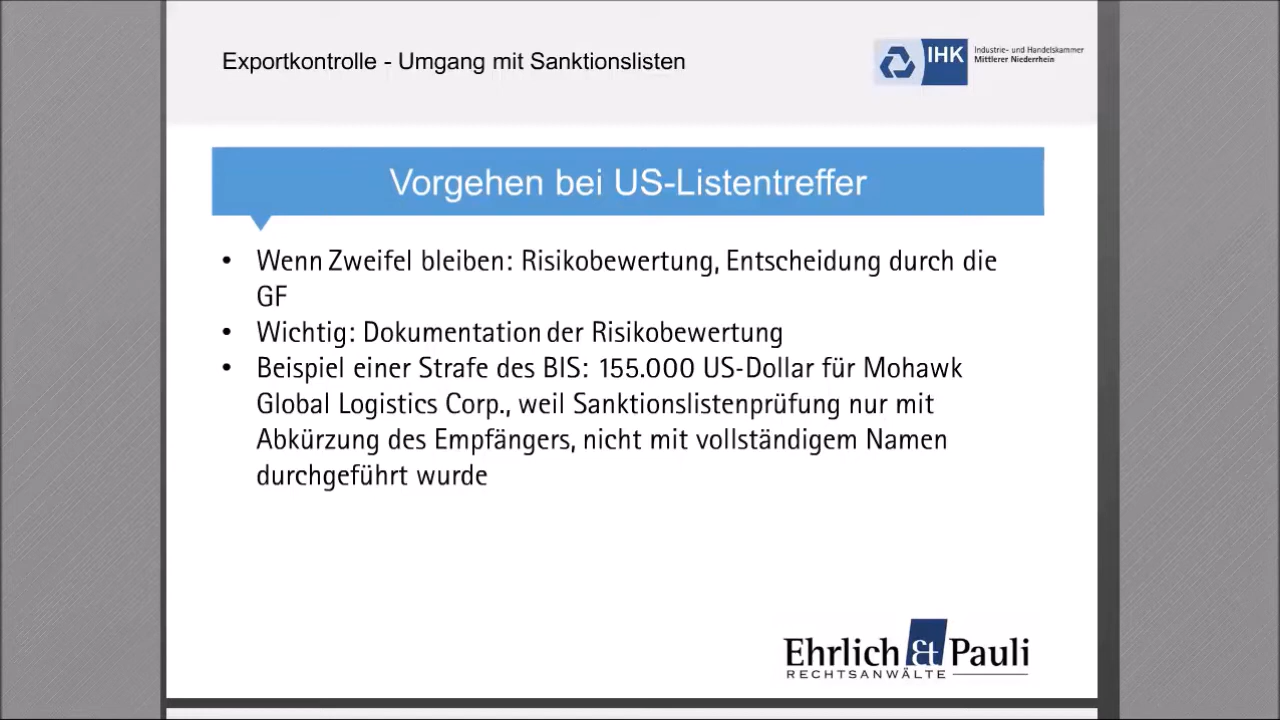 Exportkontrolle - Umgang mit Sanktionslisten
IHK
Industrie- und Handelskammer
Mittlerer Niederrhein
Vorgehen bei US-Listentreffer
• Wenn Zweifel bleiben: Risikobewertung, Entscheidung durch die
GF
• Wichtig: Dokumentation der Risikobewertung
• Beispiel einer Strafe des BIS: 155.000 US-Dollar für Mohawk
Global Logistics Corp., weil Sanktionslistenprüfung nur mit
Abkürzung des Empfängers, nicht mit vollständigem Namen
durchgeführt wurde
Ehrlich & Pauli
RECHTSANWÄLTE